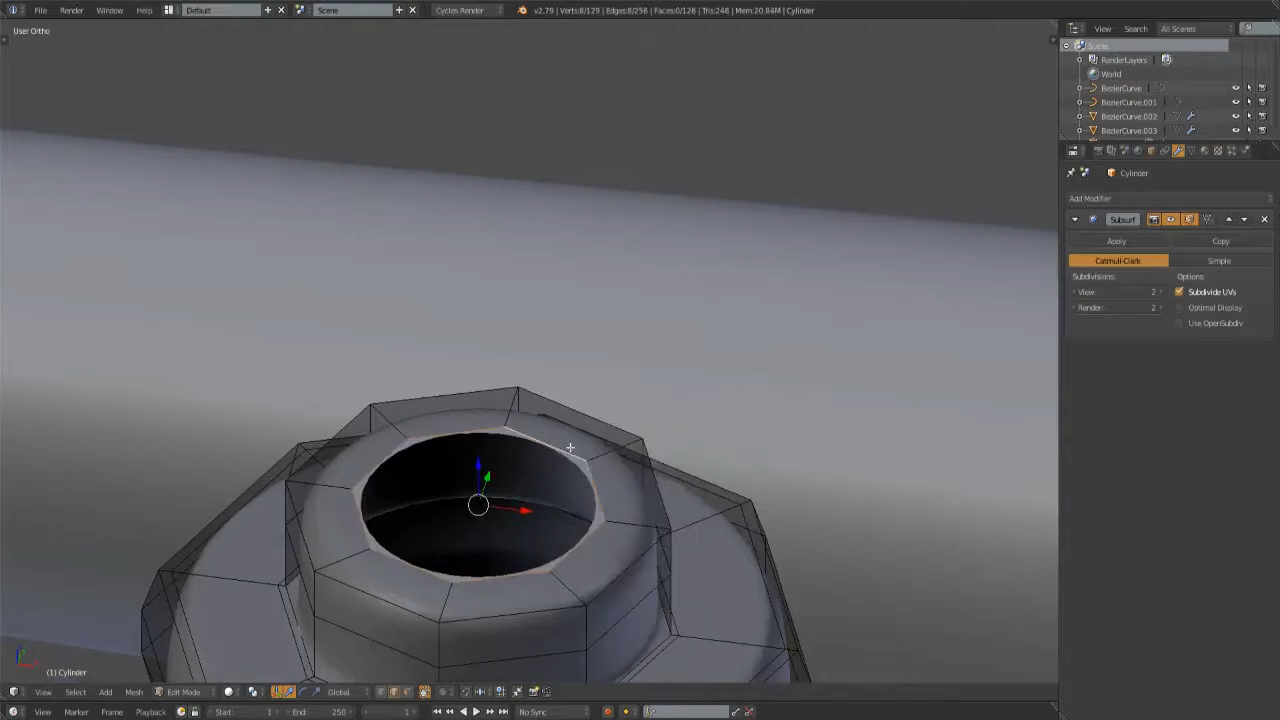 File Render Window Help Default Scene Cycles Render v2.79 | Verts:8/129 | Edges:8/256 | Faces:0/128 | Tris:248 | Mem:20.84M | Cylinder
User Ortho
View Search All Scenes
Scene
RenderLayers
World
BezierCurve
BezierCurve.001
BezierCurve.002
BezierCurve.003
Cylinder
Add Modifier
Subsurf
Apply Copy
Catmull-Clark Simple
Subdivisions: Options:
View: 2 Subdivide UVs
Render: 2 Optimal Display
Use OpenSubdiv
(1) Cylinder
View Select Add Mesh Edit Mode Global
View Marker Frame Playback Start: 1 End: 250 1 No Sync